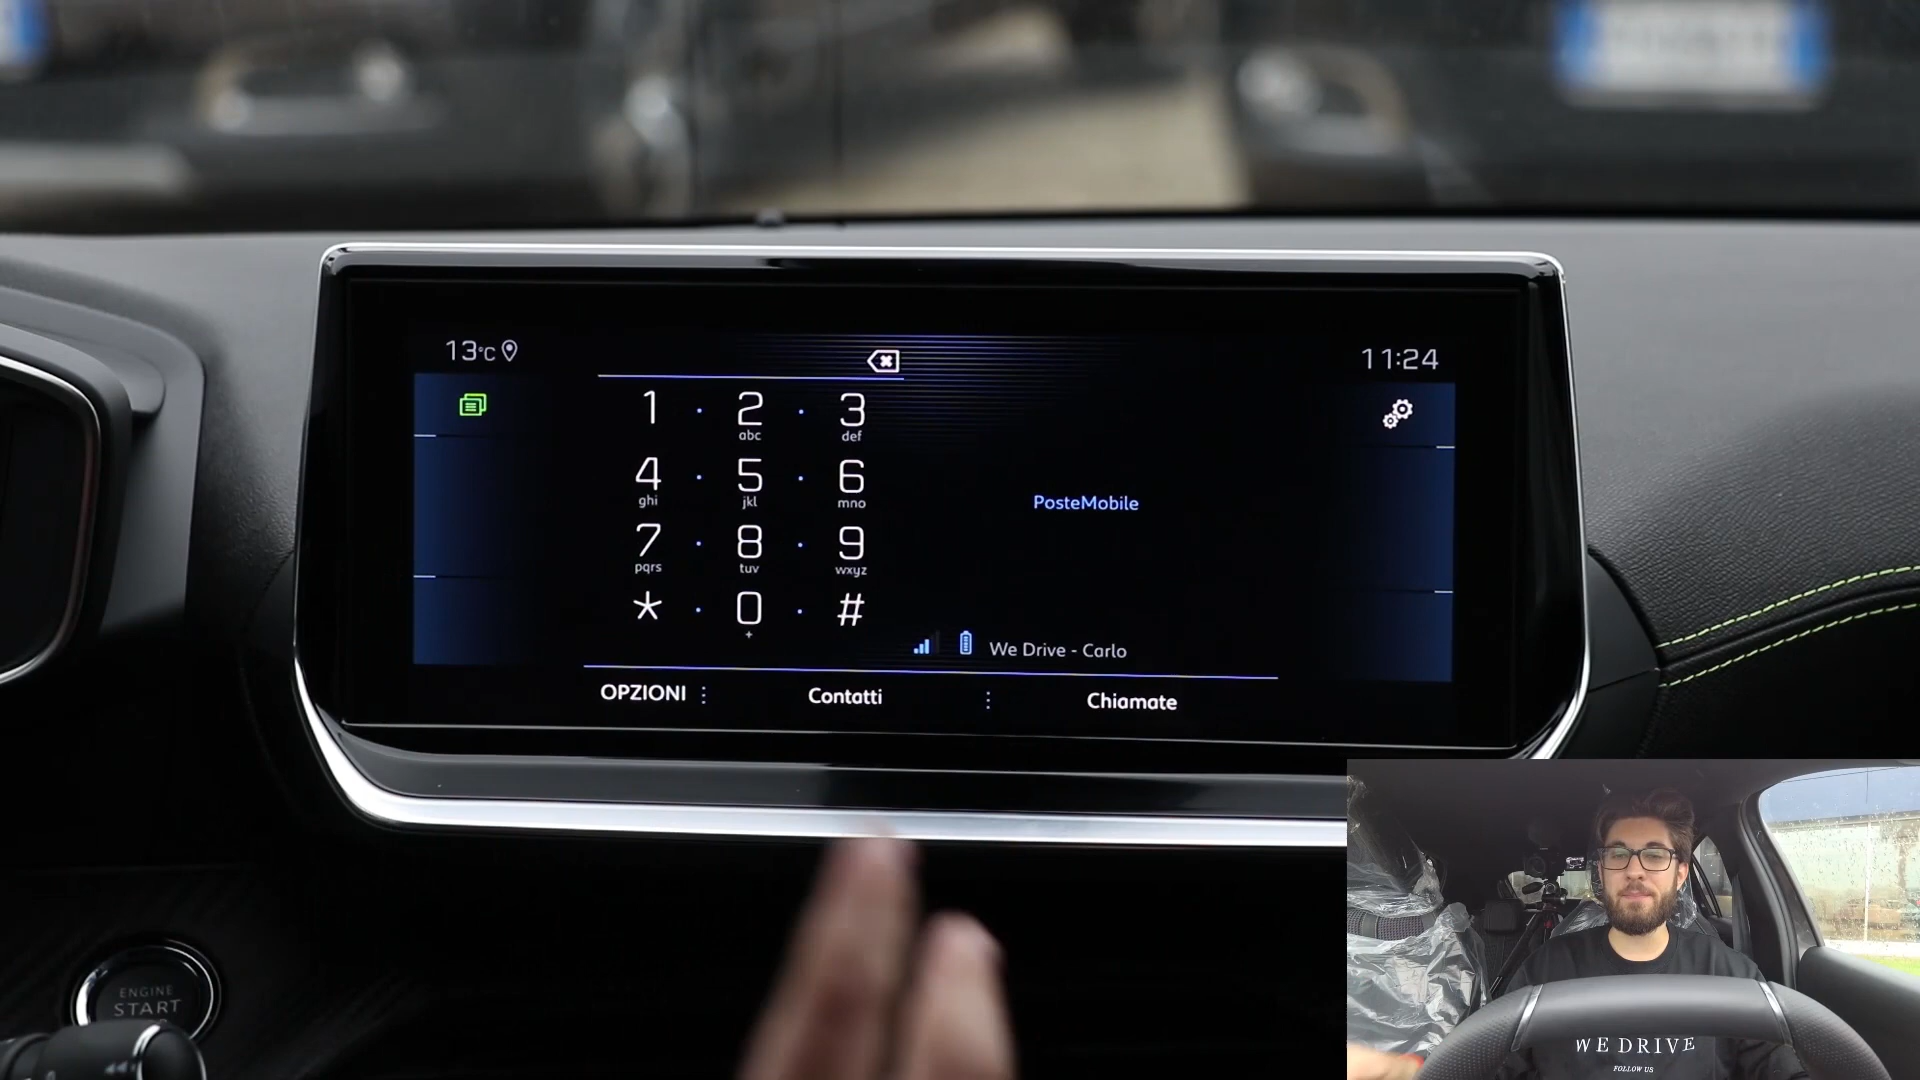 13°C
11:24
1 2 3
abc def
4 5 6
ghi jkl mno
7 8 9
pqrs tuv wxyz
* 0 #
+
PosteMobile
We Drive - Carlo
OPZIONI Contatti Chiamate
ENGINE
START
WE DRIVE
FOLLOW US